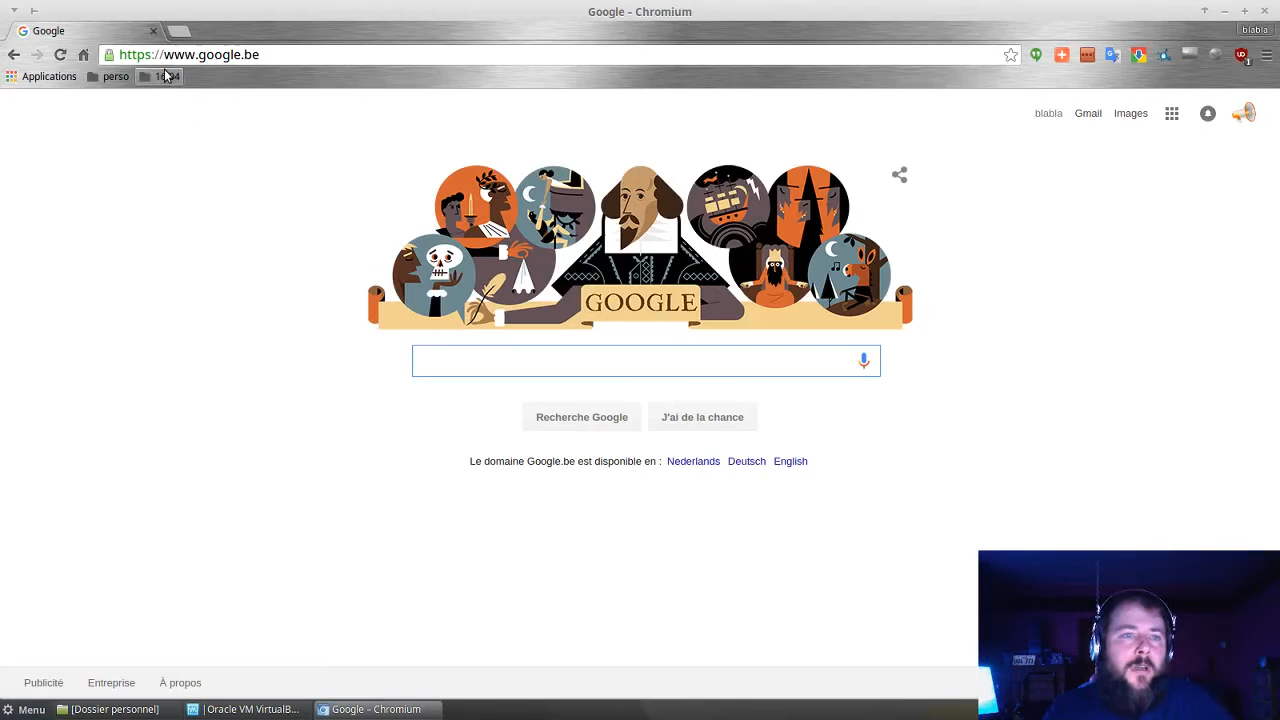 Google – Chromium
Google
blabla
https://www.google.be
Applications
perso
blabla
Gmail
Images
GOOGLE
Recherche Google
J'ai de la chance
Le domaine Google.be est disponible en : Nederlands Deutsch English
Publicité
Entreprise
À propos
Menu
[Dossier personnel]
Oracle VM VirtualB...
Google – Chromium